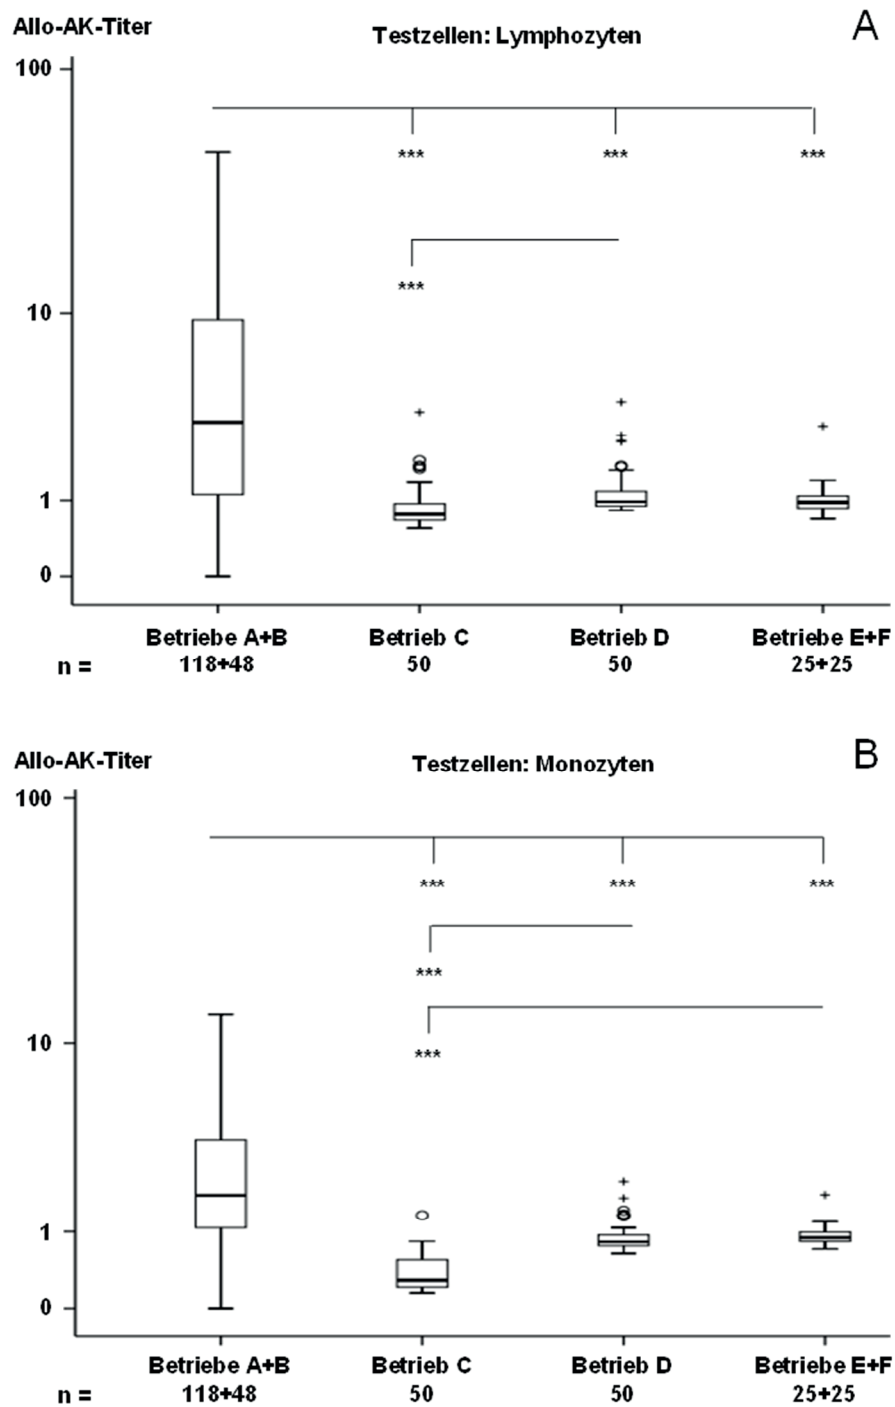 Allo-AK-Titer
Testzellen: Lymphozyten
A
100
*** *** ***
***
10
1
0
Betriebe A+B Betrieb C Betrieb D Betriebe E+F
n = 118+48 50 50 25+25
Allo-AK-Titer
Testzellen: Monozyten
B
100
*** *** ***
***
10
***
1
0
Betriebe A+B Betrieb C Betrieb D Betriebe E+F
n = 118+48 50 50 25+25